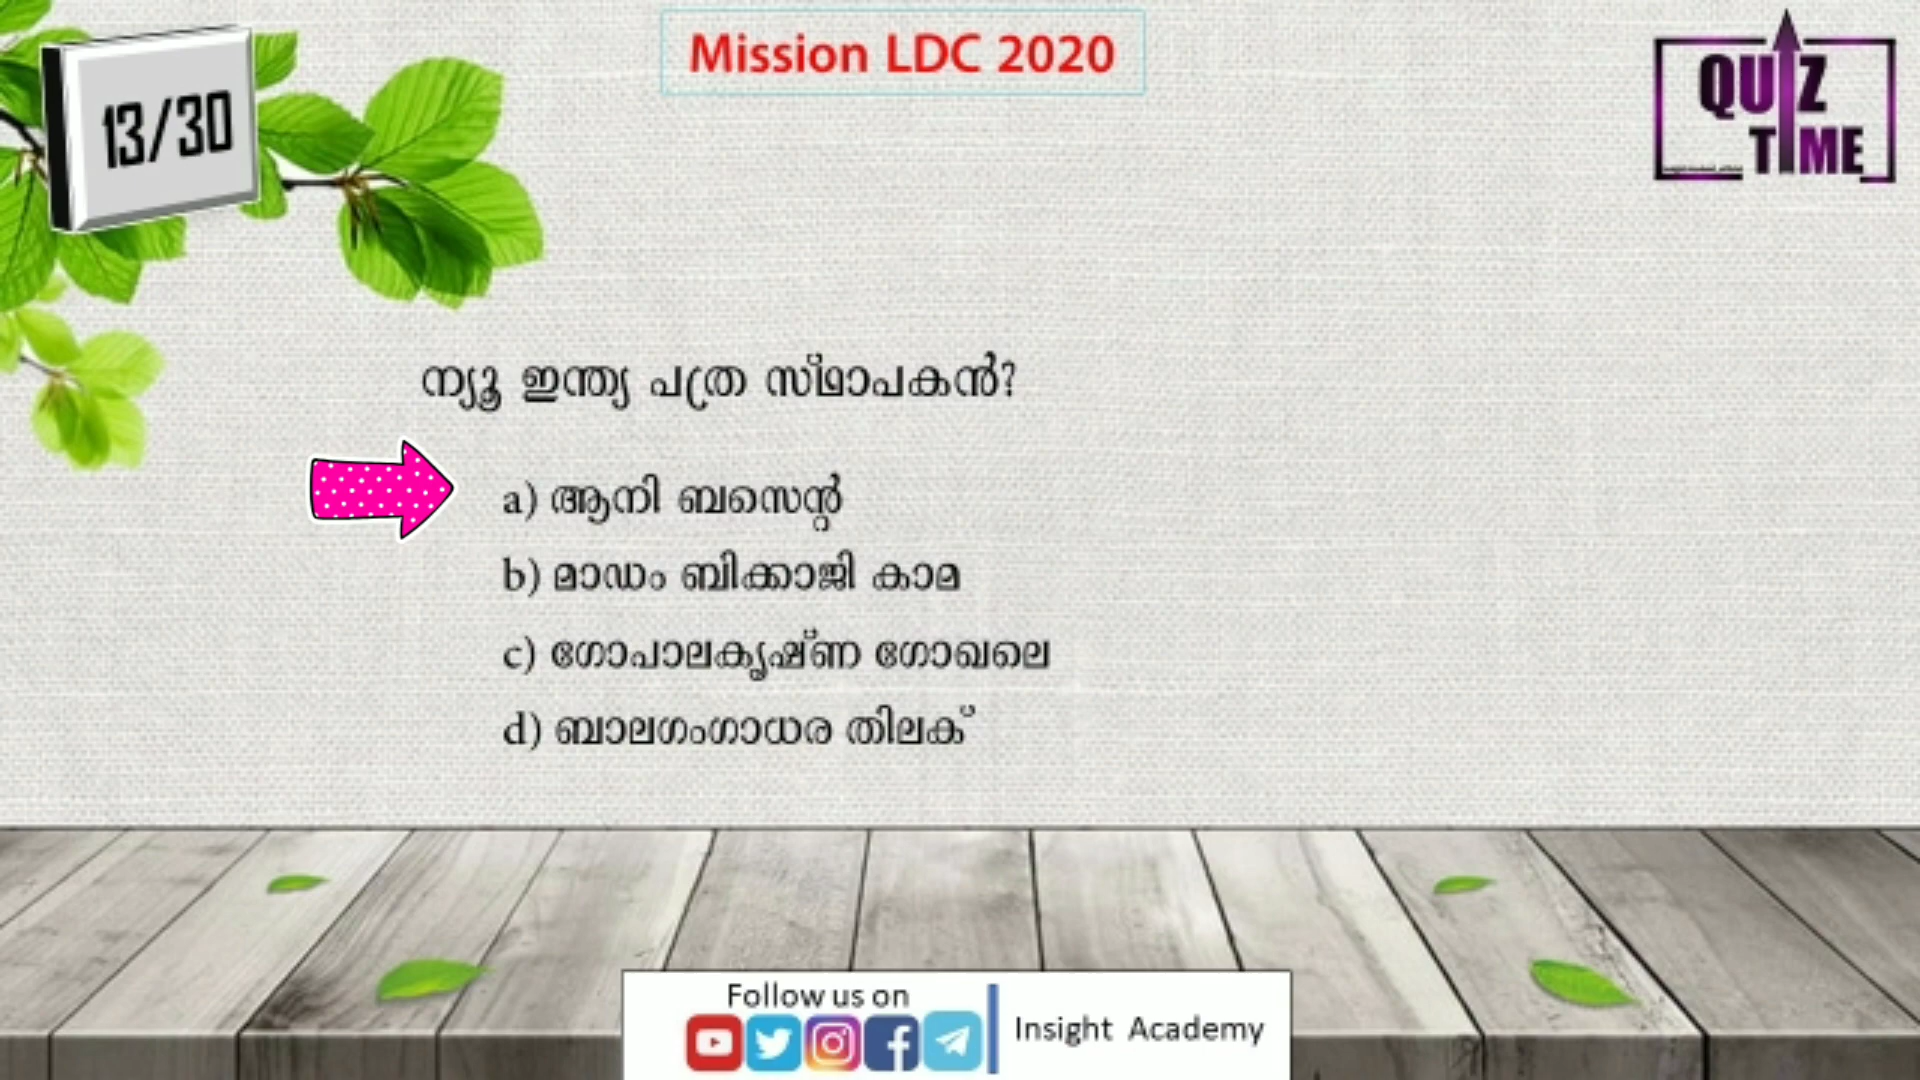 Mission LDC 2020
13/30
QUIZ
TIME
ന്യൂ ഇന്ത്യ പത്ര സ്ഥാപകൻ?
a) ആനി ബസെന്റ്
b) മാഡം ബിക്കാജി കാമ
c) ഗോപാലകൃഷ്ണ ഗോഖലെ
d) ബാലഗംഗാധര തിലക്
Follow us on
Insight Academy